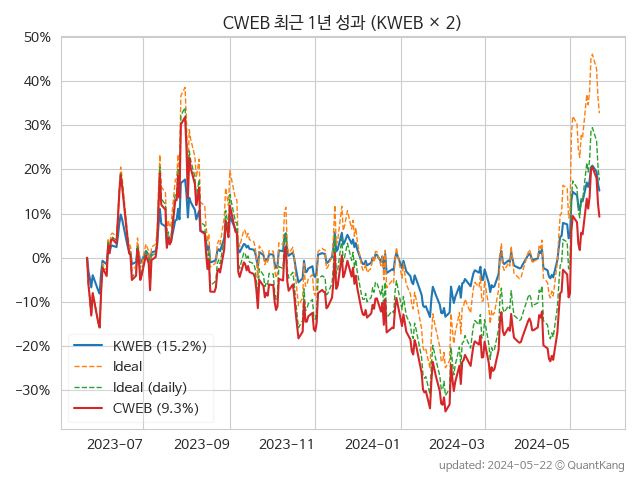 CWEB 최근 1년 성과 (KWEB × 2)
50%
40%
30%
20%
10%
0%
−10%
−20%
−30%
KWEB (15.2%)
Ideal
Ideal (daily)
CWEB (9.3%)
2023-07 2023-09 2023-11 2024-01 2024-03 2024-05
updated: 2024-05-22 © QuantKang